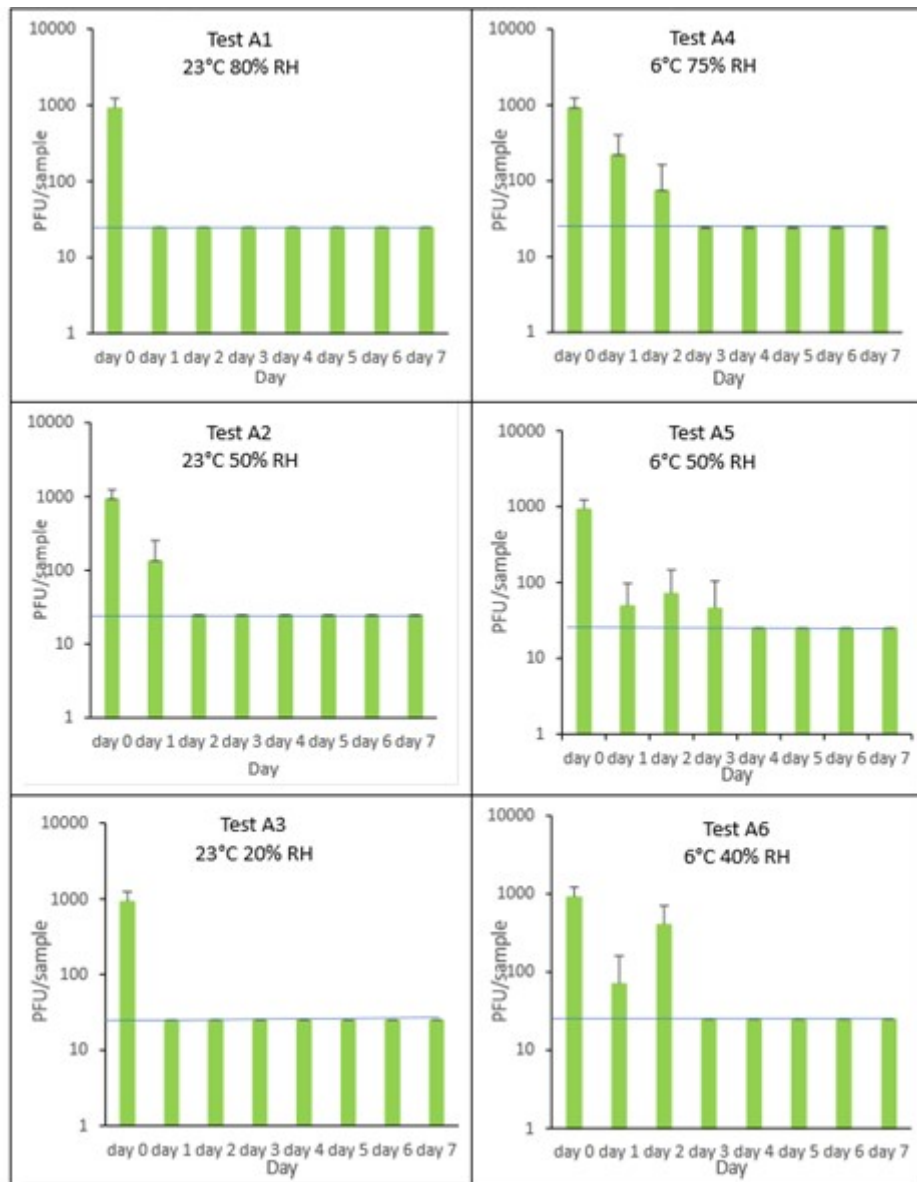 Test A1
23°C 80% RH
10000
1000
100
10
1
PFU/sample
day 0 day 1 day 2 day 3 day 4 day 5 day 6 day 7
Day
Test A4
6°C 75% RH
10000
1000
100
10
1
PFU/sample
day 0 day 1 day 2 day 3 day 4 day 5 day 6 day 7
Day
Test A2
23°C 50% RH
10000
1000
100
10
1
PFU/sample
day 0 day 1 day 2 day 3 day 4 day 5 day 6 day 7
Day
Test A5
6°C 50% RH
10000
1000
100
10
1
PFU/sample
day 0 day 1 day 2 day 3 day 4 day 5 day 6 day 7
Day
Test A3
23°C 20% RH
10000
1000
100
10
1
PFU/sample
day 0 day 1 day 2 day 3 day 4 day 5 day 6 day 7
Day
Test A6
6°C 40% RH
10000
1000
100
10
1
PFU/sample
day 0 day 1 day 2 day 3 day 4 day 5 day 6 day 7
Day